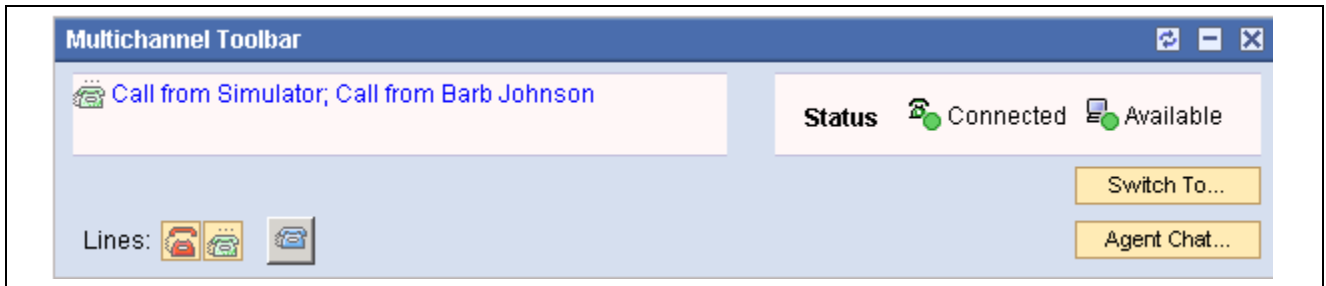 Multichannel Toolbar
Call from Simulator; Call from Barb Johnson
Status Connected Available
Switch To...
Lines:
Agent Chat...